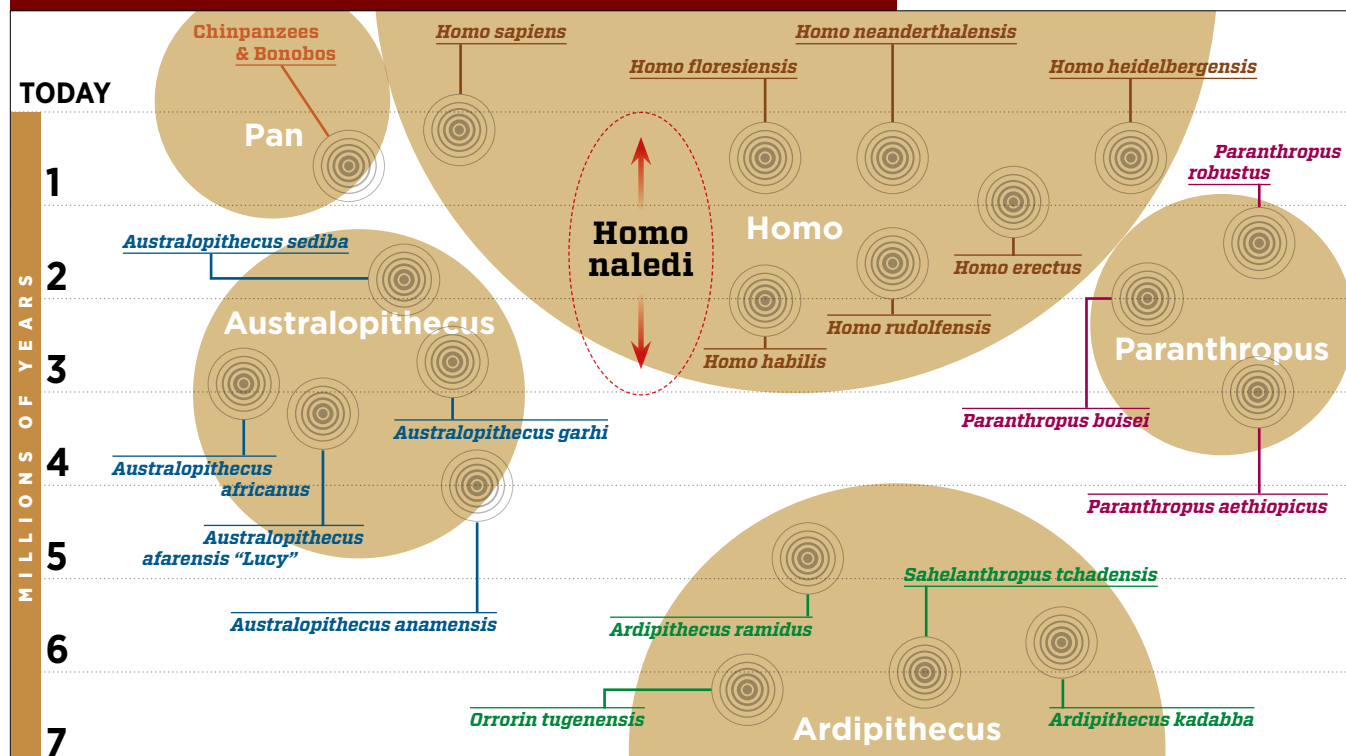 Chinpanzees
& Bonobos
Homo sapiens
Homo neanderthalensis
Homo floresiensis
Homo heidelbergensis
TODAY
Pan
Paranthropus
robustus
1
Homo
naledi
Homo
Australopithecus sediba
Homo erectus
2
MILLIONS OF YEARS
Australopithecus
Homo rudolfensis
Homo habilis
Paranthropus
3
Australopithecus garhi
Paranthropus boisei
4
Australopithecus
africanus
Paranthropus aethiopicus
Australopithecus
afarensis “Lucy”
5
Sahelanthropus tchadensis
Australopithecus anamensis
Ardipithecus ramidus
6
Orrorin tugenensis
Ardipithecus kadabba
Ardipithecus
7